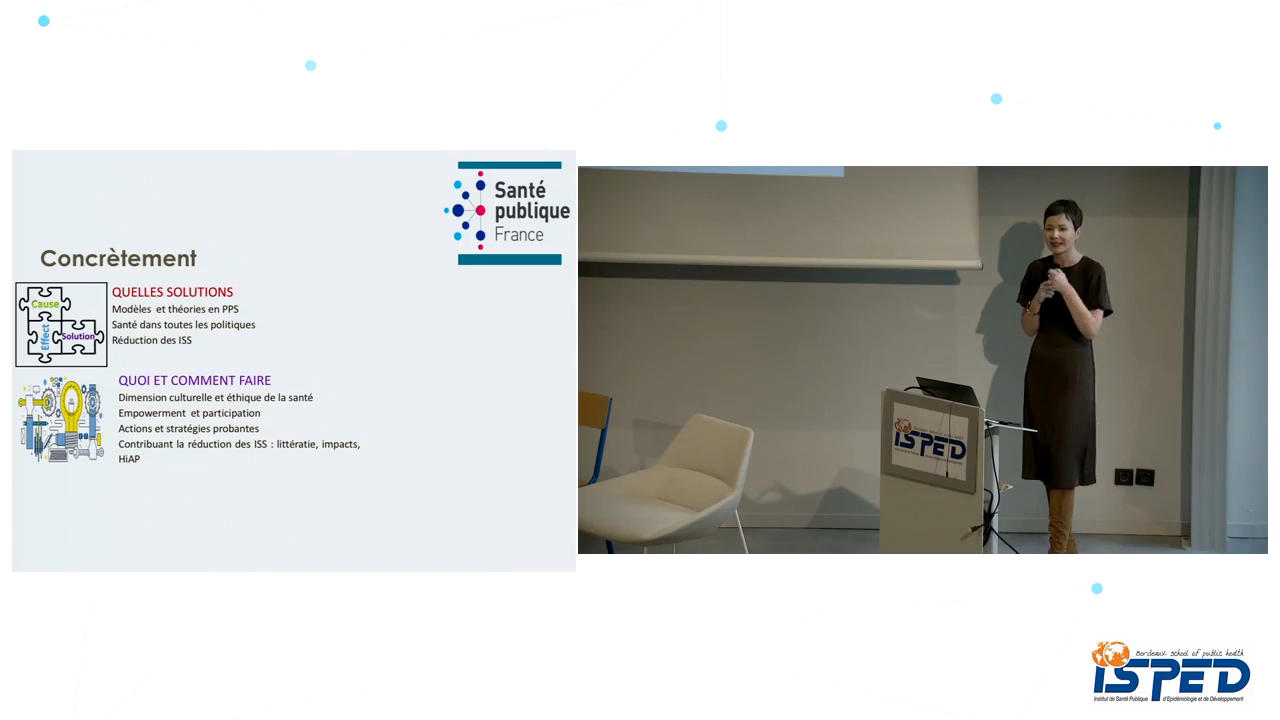 Santé
publique
France
Concrètement
Cause
Effect
Solution
QUELLES SOLUTIONS
Modèles et théories en PPS
Santé dans toutes les politiques
Réduction des ISS
QUOI ET COMMENT FAIRE
Dimension culturelle et éthique de la santé
Empowerment et participation
Actions et stratégies probantes
Contribuant la réduction des ISS : littératie, impacts,
HiAP
ISPED
Bordeaux school of public health
ISPED
Institut de Santé Publique d'Epidémiologie et de Développement